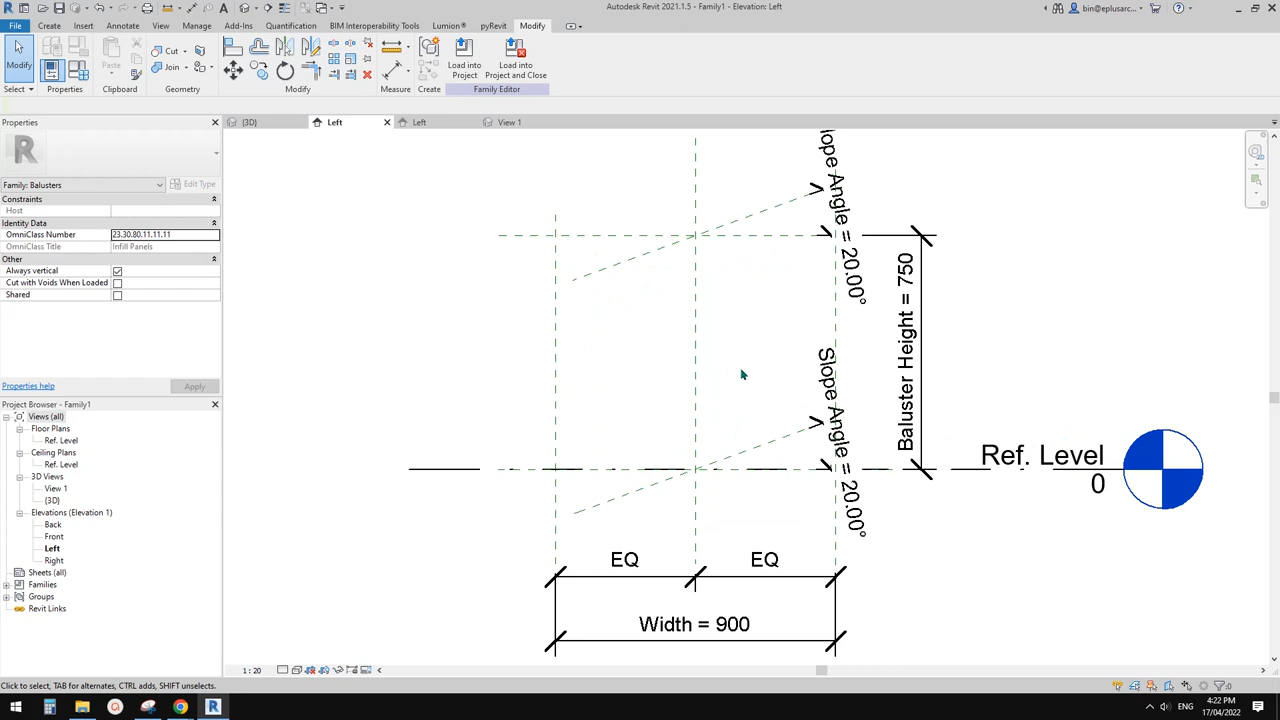 Autodesk Revit 2021.1.5 - Family1 - Elevation: Left
bin@eplusarc...
File Create Insert Annotate View Manage Add-Ins Quantification BIM Interoperability Tools Lumion® pyRevit Modify
Modify
Paste
Cut
Join
Load into
Project
Load into
Project and Close
Select Properties Clipboard Geometry Modify Measure Create Family Editor
Properties
{3D}
Left
Left
View 1
Family: Balusters
Edit Type
Constraints
Host
Identity Data
OmniClass Number 23.30.80.11.11.11
OmniClass Title Infill Panels
Other
Always vertical
Cut with Voids When Loaded
Shared
Properties help
Apply
Project Browser - Family1
Views (all)
Floor Plans
Ref. Level
Ceiling Plans
Ref. Level
3D Views
View 1
{3D}
Elevations (Elevation 1)
Back
Front
Left
Right
Sheets (all)
Families
Groups
Revit Links
lope Angle = 20.00°
Slope Angle = 20.00°
Baluster Height = 750
Ref. Level
0
EQ
EQ
Width = 900
1 : 20
Click to select, TAB for alternates, CTRL adds, SHIFT unselects.
:0
ENG
4:22 PM
17/04/2022